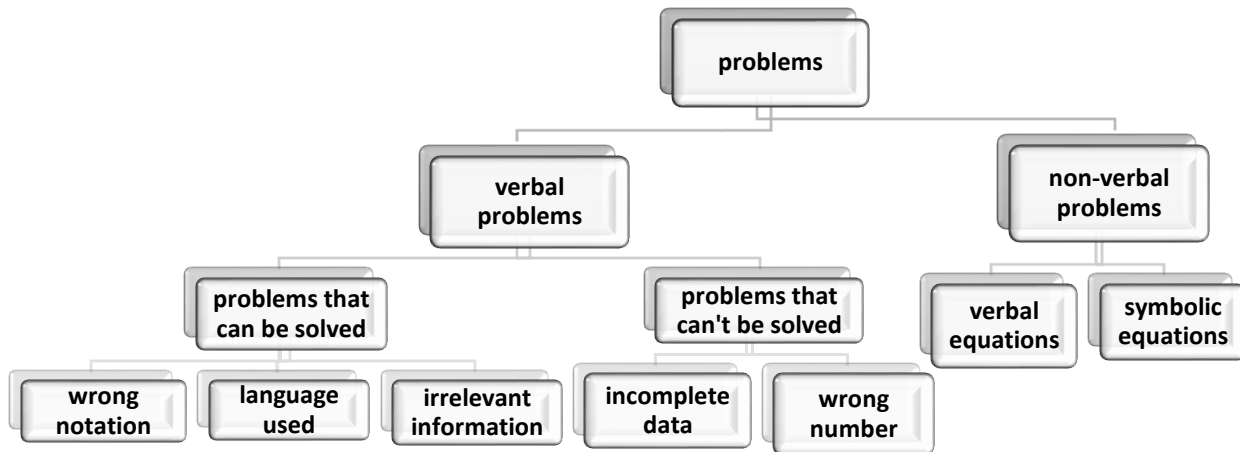 problems
verbal
problems
non-verbal
problems
problems that
can be solved
problems that
can't be solved
verbal
equations
symbolic
equations
wrong
notation
language
used
irrelevant
information
incomplete
data
wrong
number